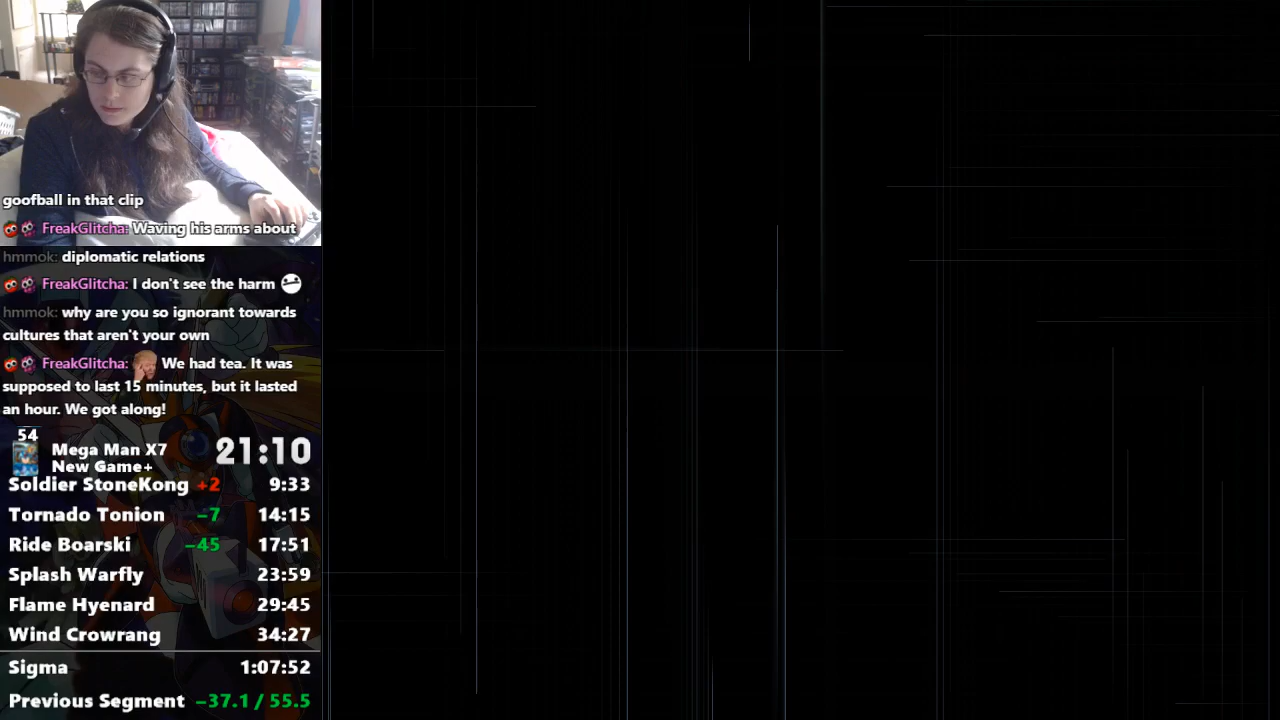 goofball in that clip
FreakGlitcha: Waving his arms about
hmmok: diplomatic relations
FreakGlitcha: I don't see the harm
hmmok: why are you so ignorant towards
cultures that aren't your own
FreakGlitcha: We had tea. It was
supposed to last 15 minutes, but it lasted
an hour. We got along!
54
Mega Man X7
New Game+
21:10
Soldier StoneKong +2 9:33
Tornado Tonion -7 14:15
Ride Boarski -45 17:51
Splash Warfly 23:59
Flame Hyenard 29:45
Wind Crowrang 34:27
Sigma 1:07:52
Previous Segment -37.1 / 55.5